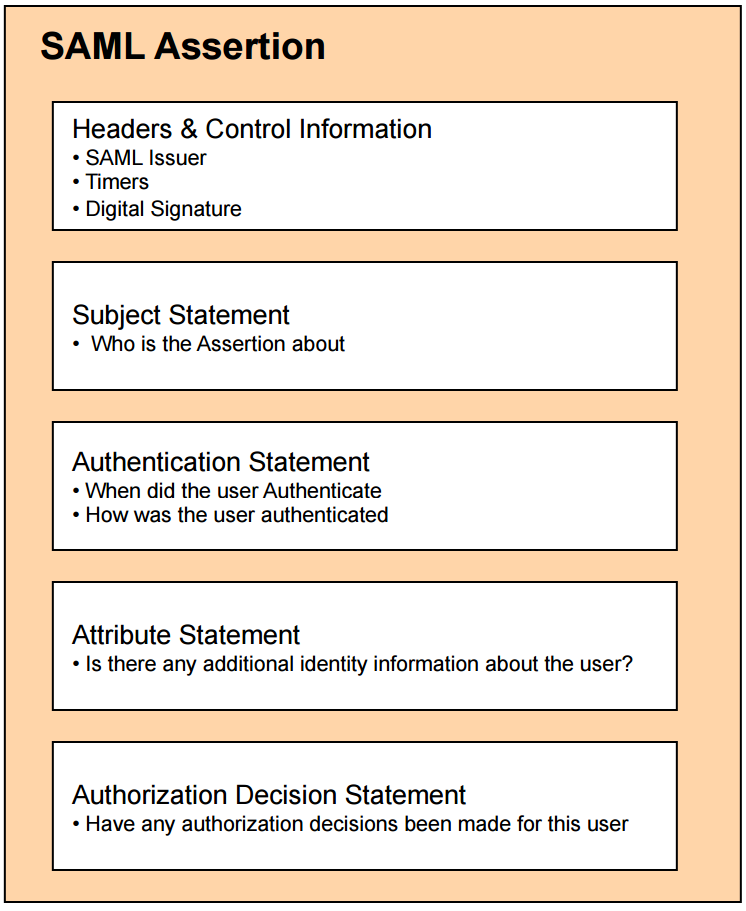 SAML Assertion
Headers & Control Information
• SAML Issuer
• Timers
• Digital Signature
Subject Statement
• Who is the Assertion about
Authentication Statement
• When did the user Authenticate
• How was the user authenticated
Attribute Statement
• Is there any additional identity information about the user?
Authorization Decision Statement
• Have any authorization decisions been made for this user